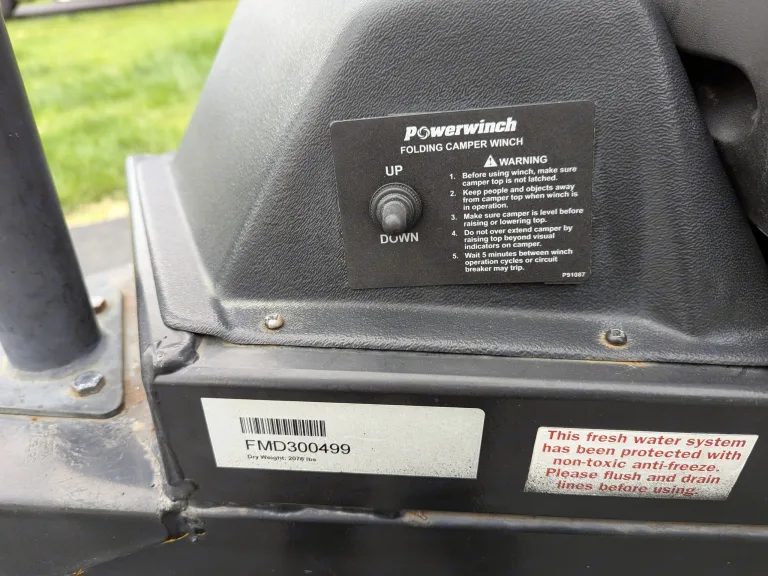 Powerwinch
FOLDING CAMPER WINCH
UP
DOWN
WARNING
1. Before using winch, make sure
camper top is not latched.
2. Keep people and objects away
from camper top when winch is
in operation.
3. Make sure camper is level before
raising or lowering top.
4. Do not over extend camper by
raising top beyond visual
indicators on camper.
5. Wait 5 minutes between winch
operation cycles or circuit
breaker may trip.
P91087
FMD300499
Dry Weight: 2076 lbs
This fresh water system
has been protected with
non-toxic anti-freeze.
Please flush and drain
lines before using.